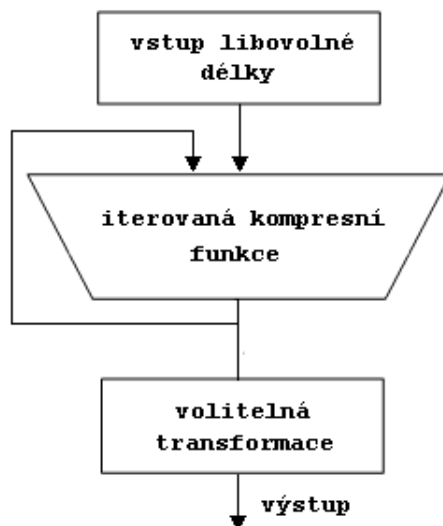 vstup libovolné
délky
iterovaná kompresní
funkce
volitelná
transformace
výstup